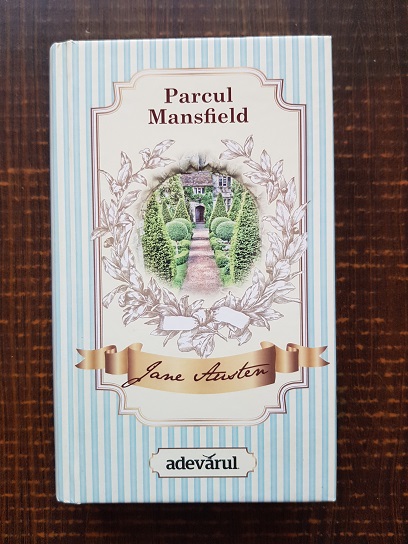 Parcul
Mansfield
Jane Austen
adevărul